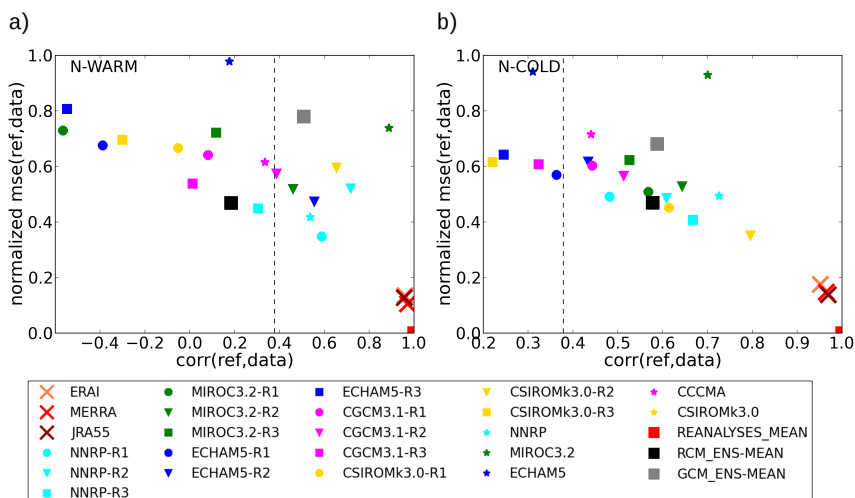 a)
b)
N-WARM
N-COLD
normalized mse(ref,data)
1.0
0.8
0.6
0.4
0.2
0.0
−0.4 −0.2 0.0 0.2 0.4 0.6 0.8 1.0
corr(ref,data)
normalized mse(ref,data)
1.0
0.8
0.6
0.4
0.2
0.0
0.2 0.3 0.4 0.5 0.6 0.7 0.8 0.9 1.0
corr(ref,data)
ERAI
MERRA
JRA55
NNRP-R1
NNRP-R2
NNRP-R3
MIROC3.2-R1
MIROC3.2-R2
MIROC3.2-R3
ECHAM5-R1
ECHAM5-R2
ECHAM5-R3
CGCM3.1-R1
CGCM3.1-R2
CGCM3.1-R3
CSIROMk3.0-R1
CSIROMk3.0-R2
CSIROMk3.0-R3
NNRP
MIROC3.2
ECHAM5
CCCMA
CSIROMk3.0
REANALYSES_MEAN
RCM_ENS-MEAN
GCM_ENS-MEAN